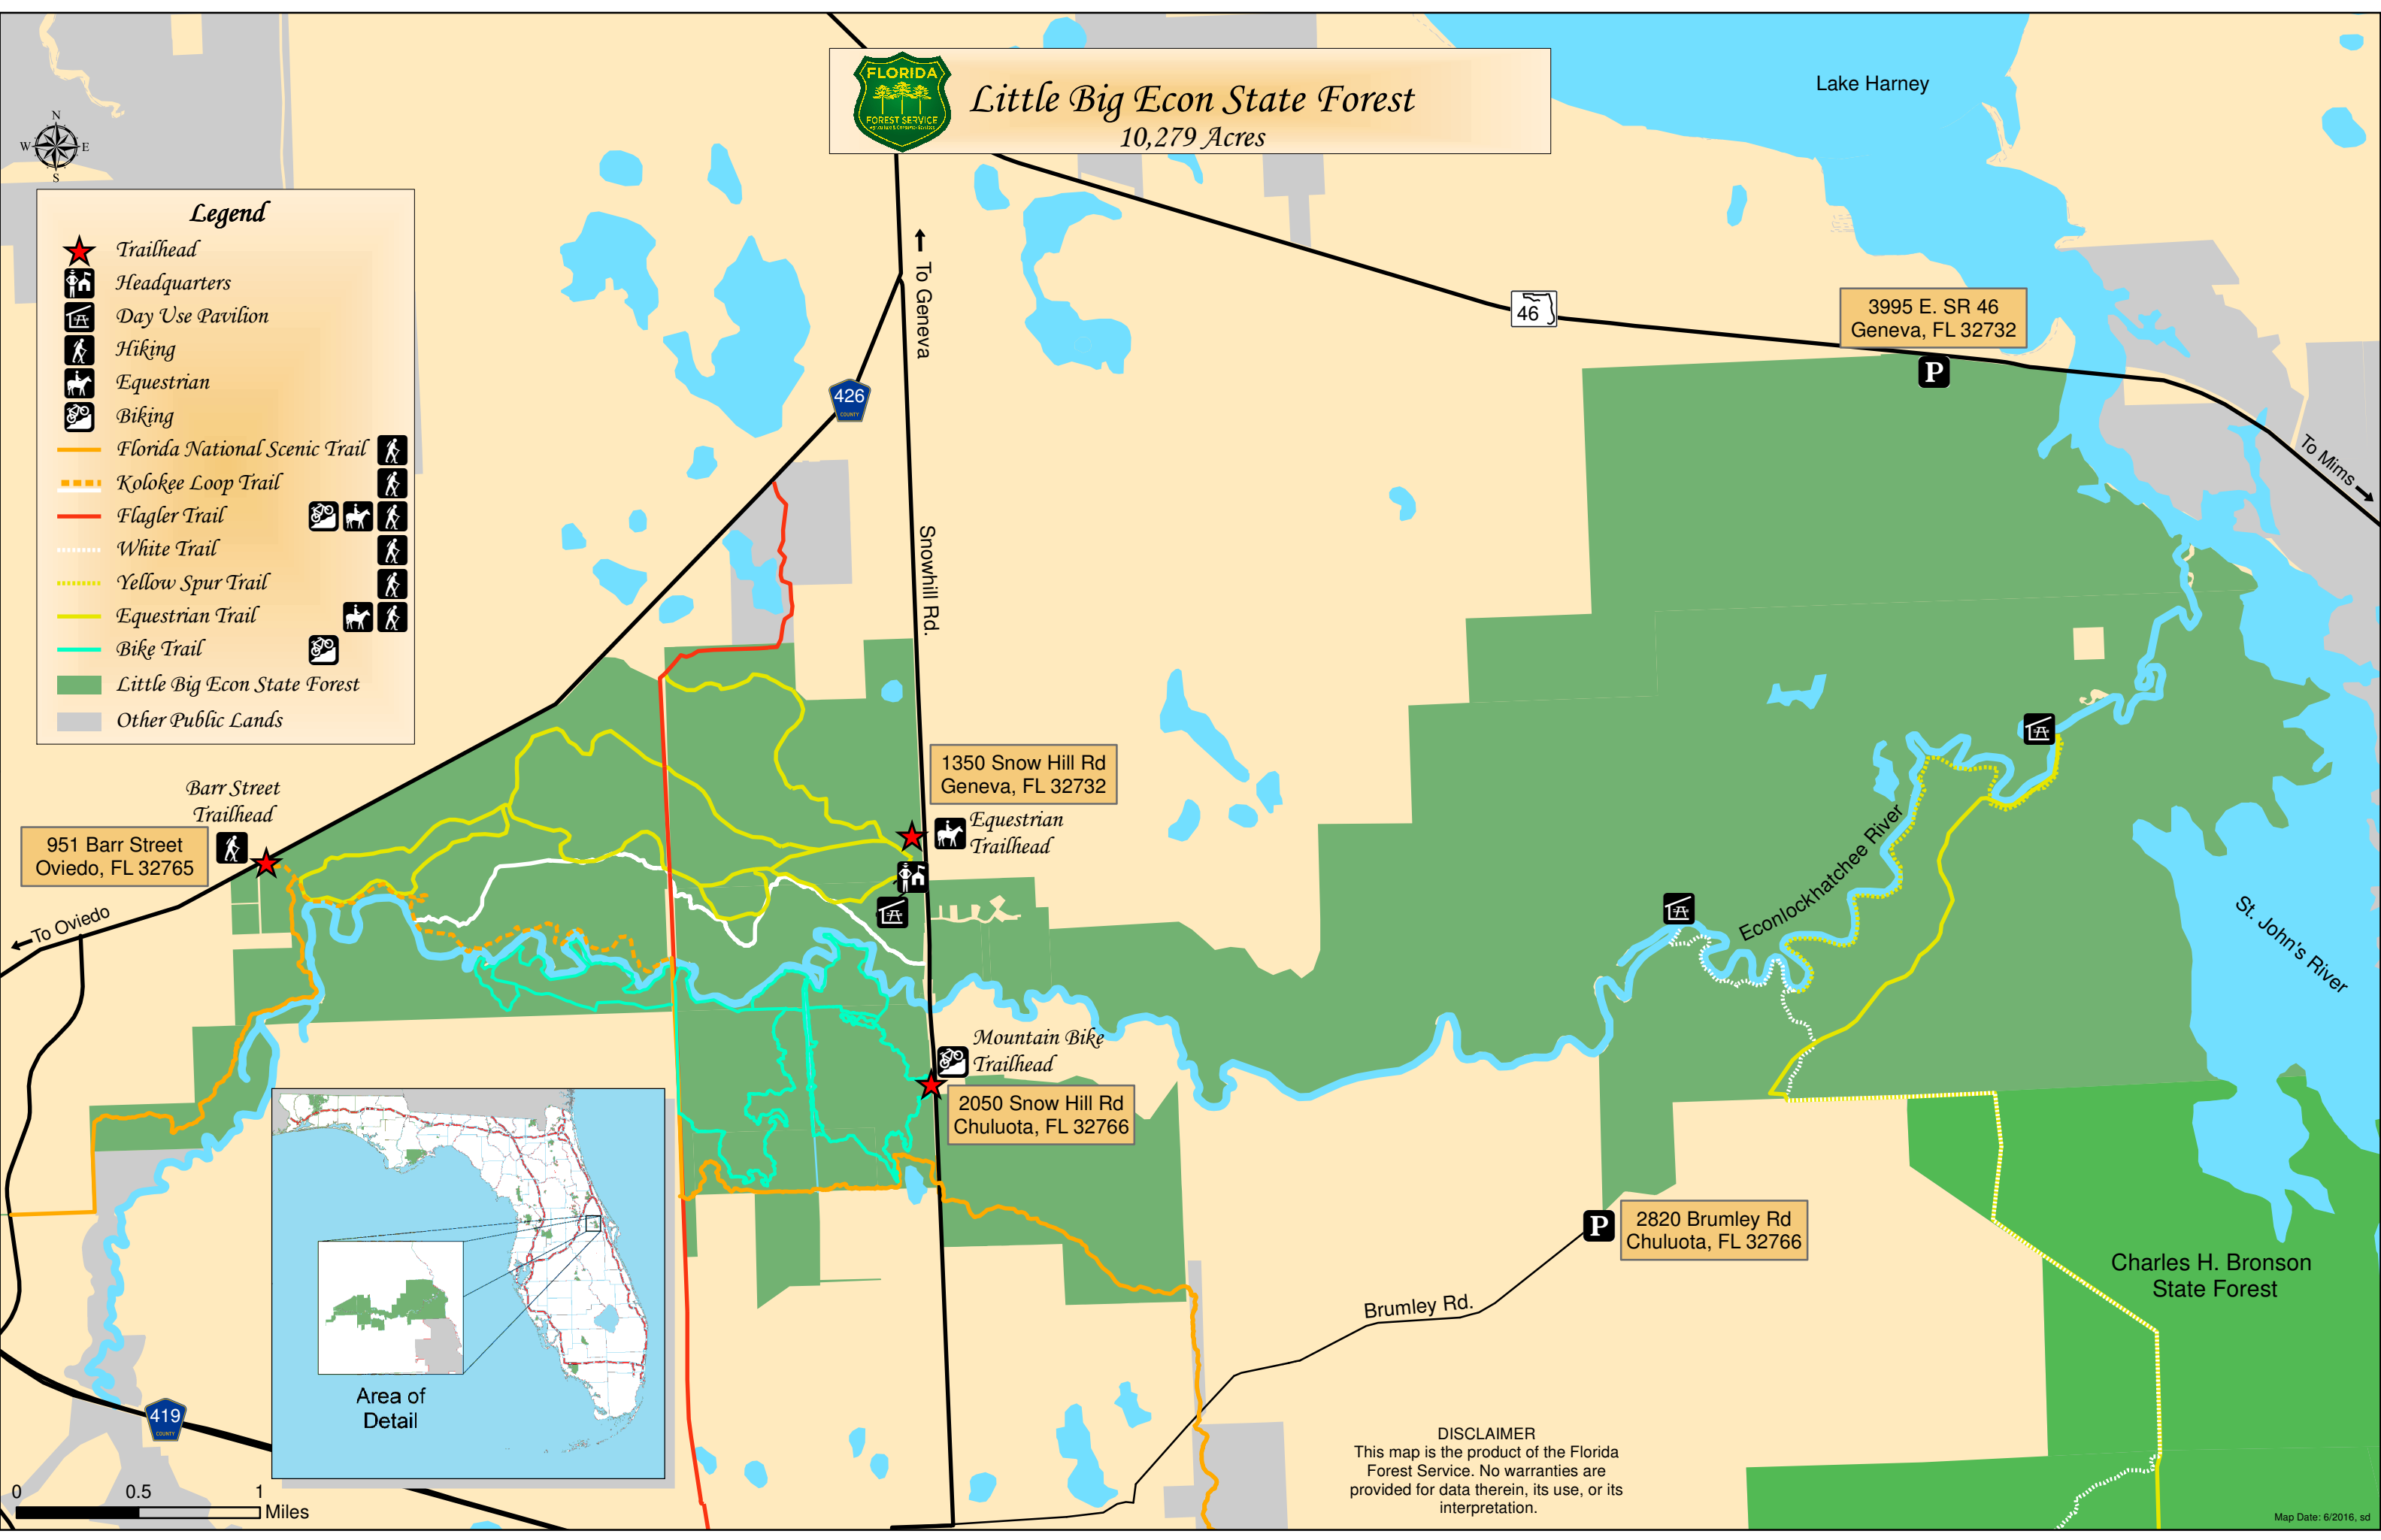 FLORIDA
FOREST SERVICE
Little Big Econ State Forest
10,279 Acres
Lake Harney
N
W
E
S
Legend
Trailhead
Headquarters
Day Use Pavilion
Hiking
Equestrian
Biking
Florida National Scenic Trail
Kolokee Loop Trail
Flagler Trail
White Trail
Yellow Spur Trail
Equestrian Trail
Bike Trail
Little Big Econ State Forest
Other Public Lands
To Geneva
46
3995 E. SR 46
Geneva, FL 32732
P
426
COUNTY
To Mims
Snowhill Rd.
1350 Snow Hill Rd
Geneva, FL 32732
Equestrian
Trailhead
Barr Street
Trailhead
951 Barr Street
Oviedo, FL 32765
To Oviedo
Econlockhatchee River
St. John's River
Mountain Bike
Trailhead
2050 Snow Hill Rd
Chuluota, FL 32766
P
2820 Brumley Rd
Chuluota, FL 32766
Brumley Rd.
Charles H. Bronson
State Forest
Area of
Detail
419
COUNTY
0
0.5
1
Miles
DISCLAIMER
This map is the product of the Florida
Forest Service. No warranties are
provided for data therein, its use, or its
interpretation.
Map Date: 6/2016, sd